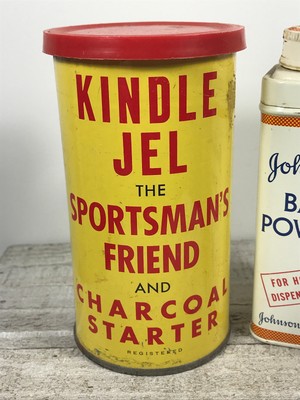 KINDLE
JEL
THE
SPORTSMAN'S
FRIEND
AND
CHARCOAL
STARTER
REGISTERED
Joh
BA
POW
FOR H
DISPEN
Johnson